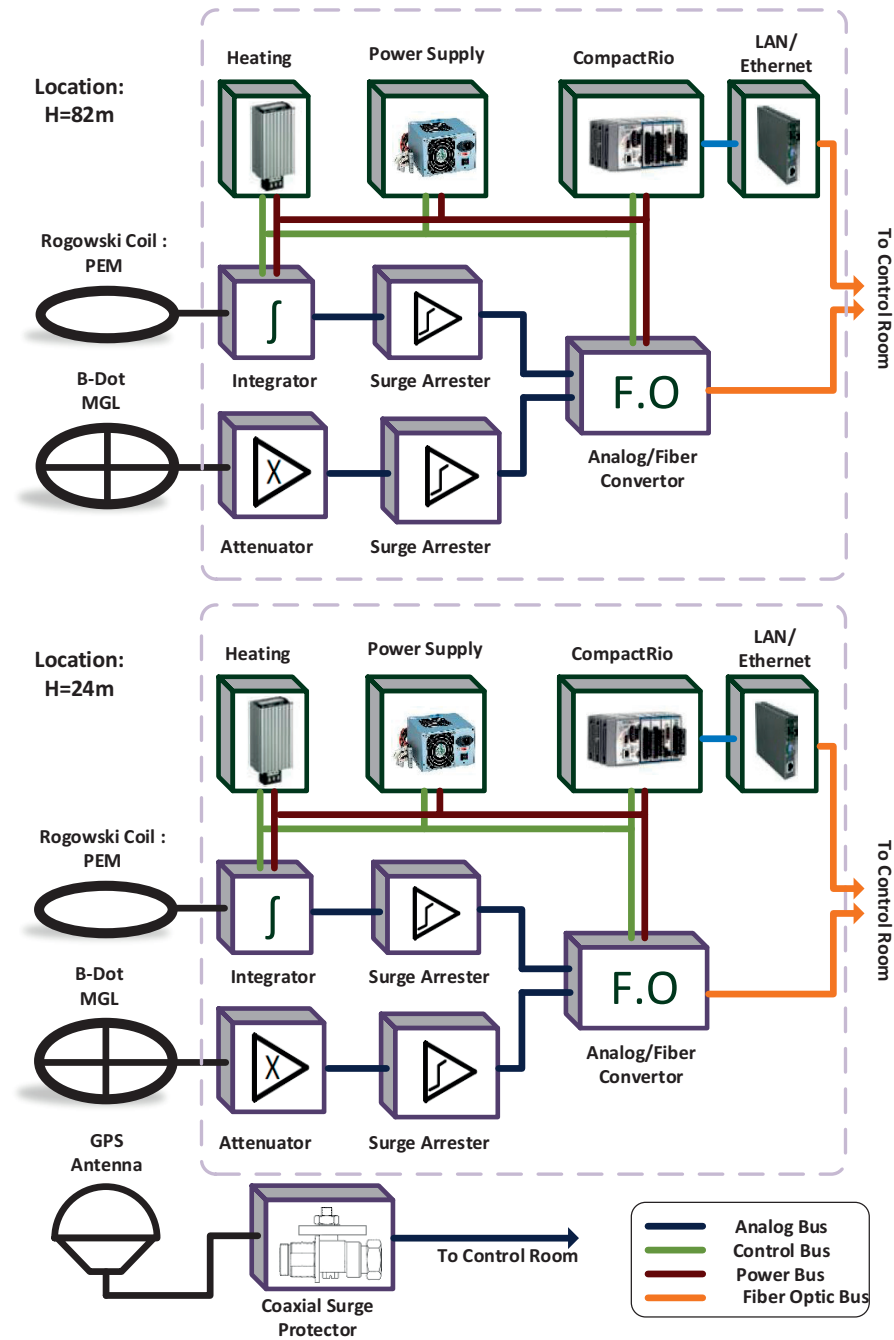 Heating
Power Supply
CompactRio
LAN/
Ethernet
Location:
H=82m
Rogowski Coil :
PEM
∫
Integrator
Surge Arrester
To Control Room
B-Dot
MGL
F.O
Analog/Fiber
Convertor
X
Attenuator
Surge Arrester
Location:
H=24m
Heating
Power Supply
CompactRio
LAN/
Ethernet
Rogowski Coil :
PEM
∫
Integrator
Surge Arrester
To Control Room
B-Dot
MGL
F.O
Analog/Fiber
Convertor
X
Attenuator
Surge Arrester
GPS
Antenna
To Control Room
Coaxial Surge
Protector
Analog Bus
Control Bus
Power Bus
Fiber Optic Bus